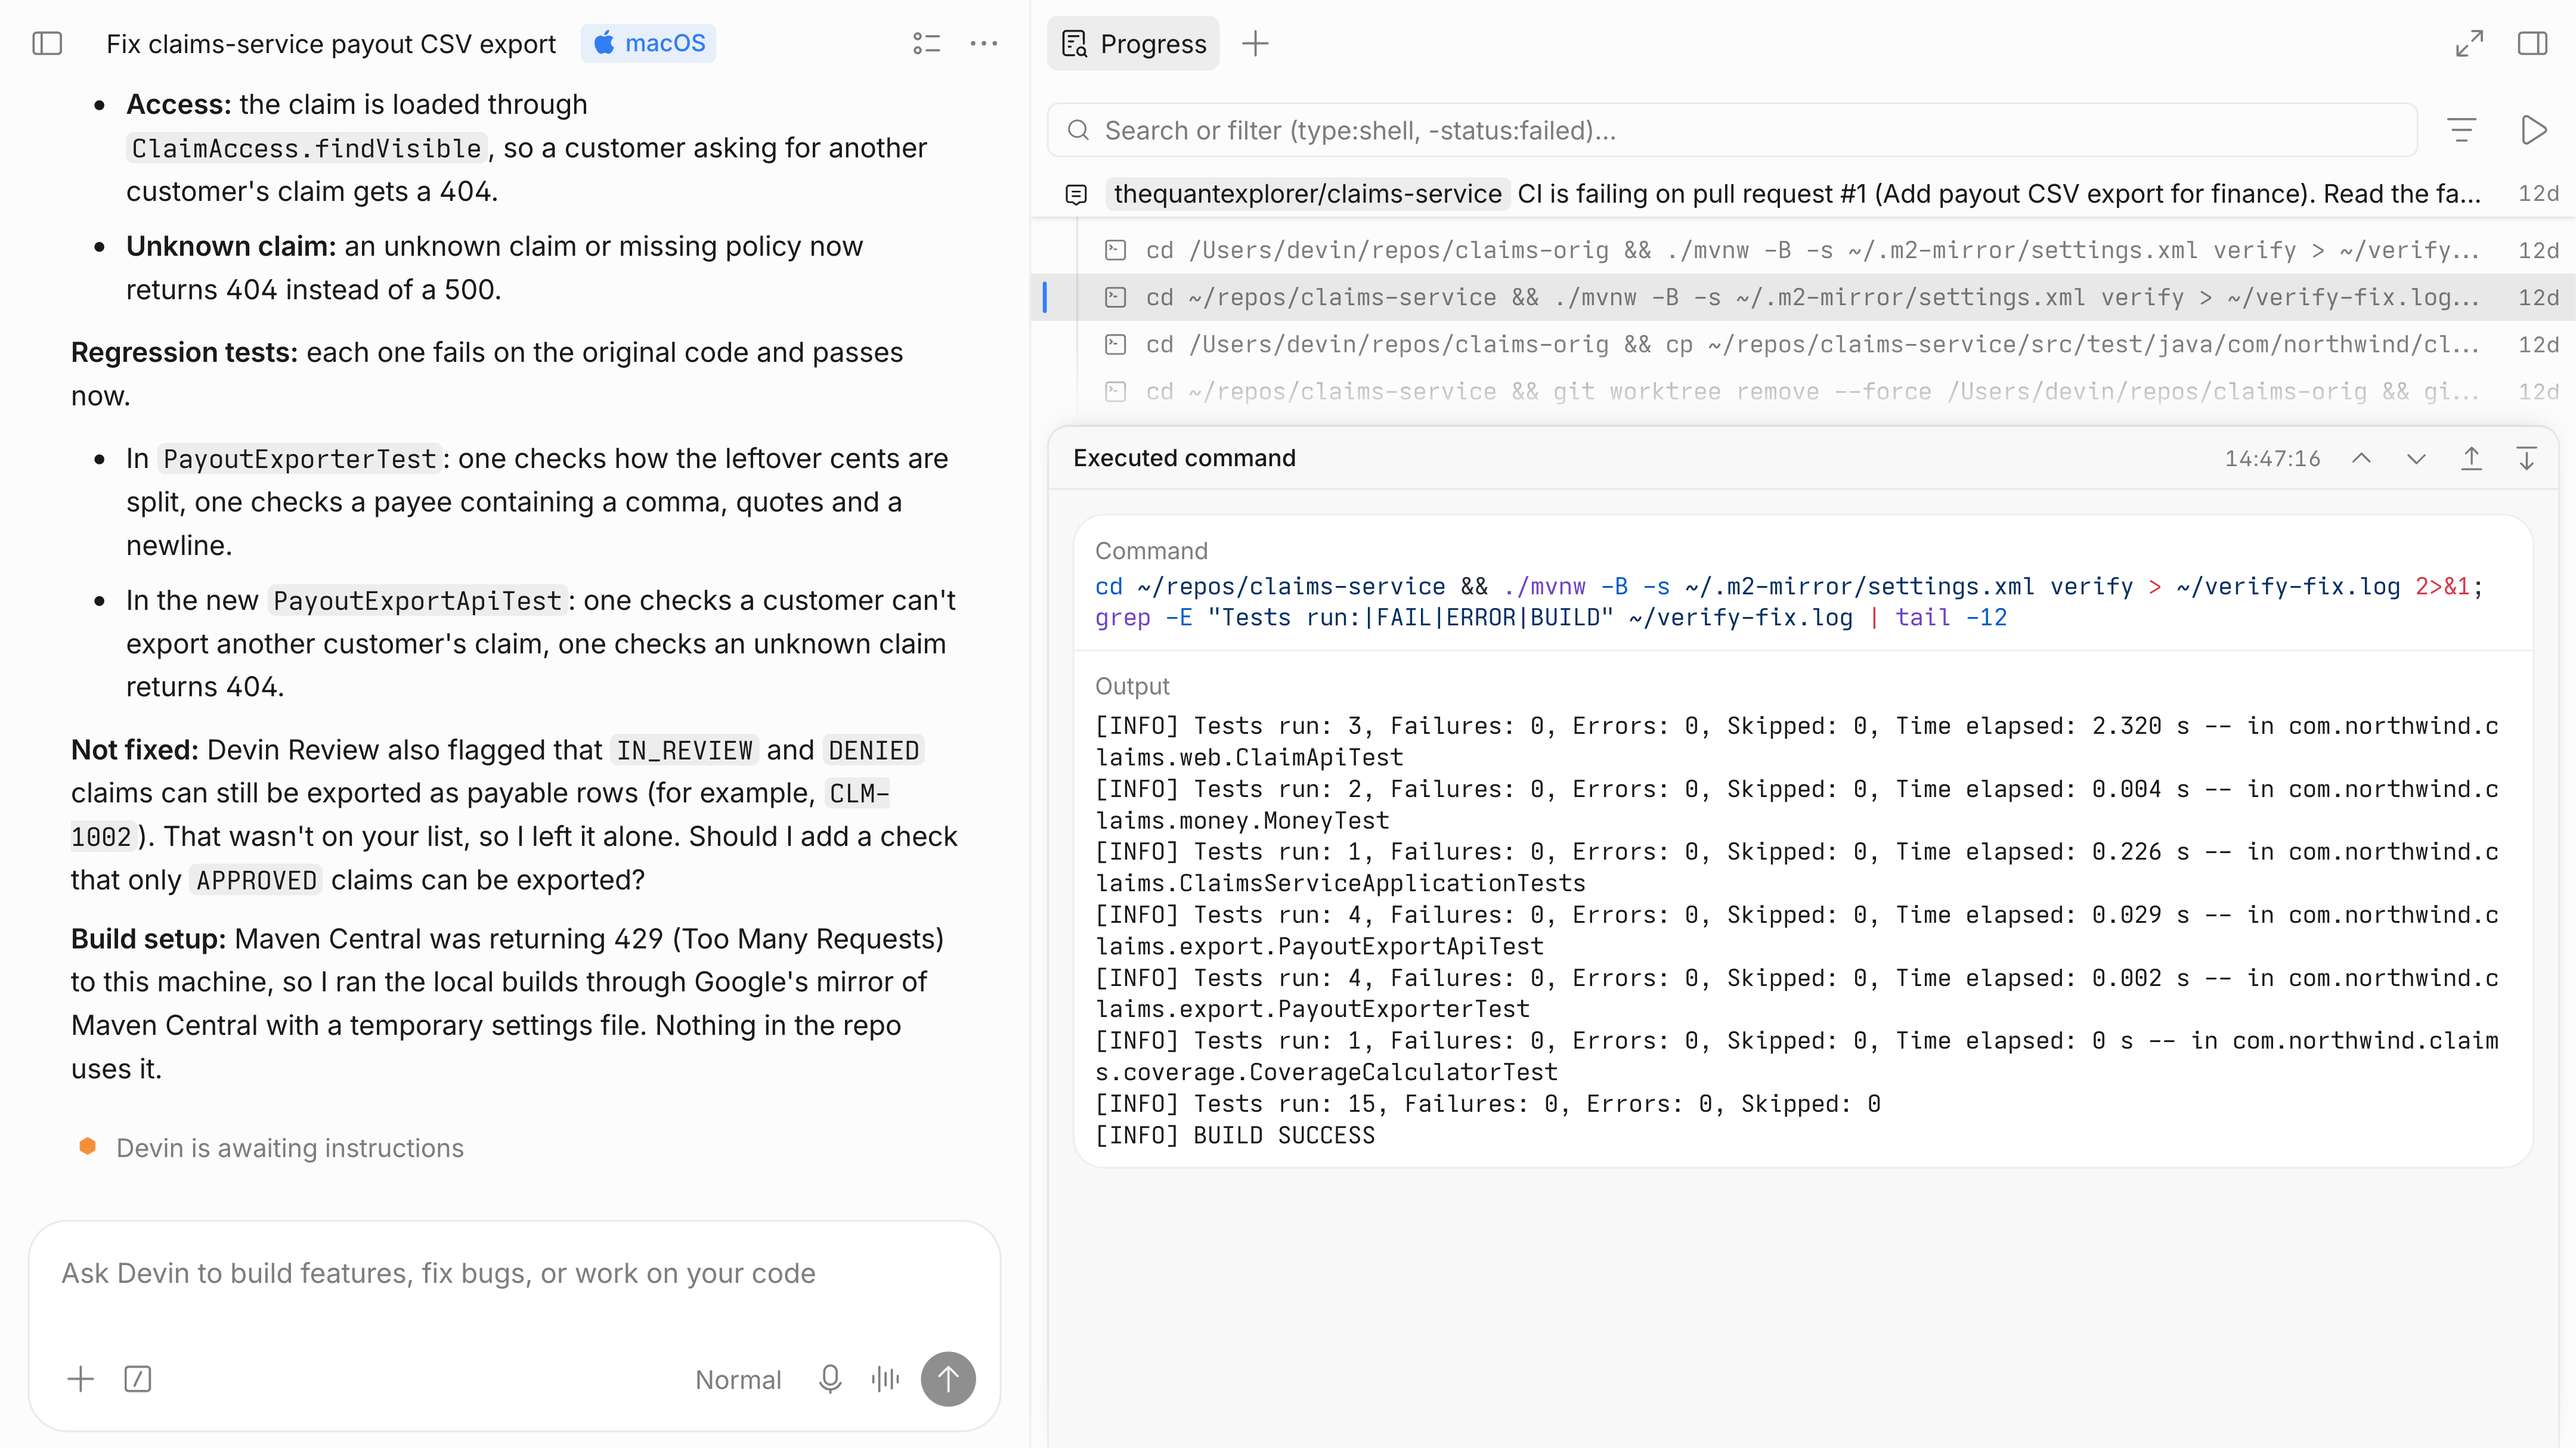 Fix claims-service payout CSV export
macOS
Access: the claim is loaded through
ClaimAccess.findVisible, so a customer asking for another
customer's claim gets a 404.
Unknown claim: an unknown claim or missing policy now
returns 404 instead of a 500.
Regression tests: each one fails on the original code and passes
now.
In PayoutExporterTest: one checks how the leftover cents are
split, one checks a payee containing a comma, quotes and a
newline.
In the new PayoutExportApiTest: one checks a customer can't
export another customer's claim, one checks an unknown claim
returns 404.
Not fixed: Devin Review also flagged that IN_REVIEW and DENIED
claims can still be exported as payable rows (for example, CLM-
1002). That wasn't on your list, so I left it alone. Should I add a check
that only APPROVED claims can be exported?
Build setup: Maven Central was returning 429 (Too Many Requests)
to this machine, so I ran the local builds through Google's mirror of
Maven Central with a temporary settings file. Nothing in the repo
uses it.
Devin is awaiting instructions
Ask Devin to build features, fix bugs, or work on your code
Normal
Progress
Search or filter (type:shell, -status:failed)...
thequantexplorer/claims-service CI is failing on pull request #1 (Add payout CSV export for finance). Read the fa... 12d
cd /Users/devin/repos/claims-orig && ./mvnw -B -s ~/.m2-mirror/settings.xml verify > ~/verify... 12d
cd ~/repos/claims-service && ./mvnw -B -s ~/.m2-mirror/settings.xml verify > ~/verify-fix.log... 12d
cd /Users/devin/repos/claims-orig && cp ~/repos/claims-service/src/test/java/com/northwind/cl... 12d
cd ~/repos/claims-service && git worktree remove --force /Users/devin/repos/claims-orig && gi... 12d
Executed command 14:47:16
Command
cd ~/repos/claims-service && ./mvnw -B -s ~/.m2-mirror/settings.xml verify > ~/verify-fix.log 2>&1;
grep -E "Tests run:|FAIL|ERROR|BUILD" ~/verify-fix.log | tail -12
Output
[INFO] Tests run: 3, Failures: 0, Errors: 0, Skipped: 0, Time elapsed: 2.320 s -- in com.northwind.c
laims.web.ClaimApiTest
[INFO] Tests run: 2, Failures: 0, Errors: 0, Skipped: 0, Time elapsed: 0.004 s -- in com.northwind.c
laims.money.MoneyTest
[INFO] Tests run: 1, Failures: 0, Errors: 0, Skipped: 0, Time elapsed: 0.226 s -- in com.northwind.c
laims.ClaimsServiceApplicationTests
[INFO] Tests run: 4, Failures: 0, Errors: 0, Skipped: 0, Time elapsed: 0.029 s -- in com.northwind.c
laims.export.PayoutExportApiTest
[INFO] Tests run: 4, Failures: 0, Errors: 0, Skipped: 0, Time elapsed: 0.002 s -- in com.northwind.c
laims.export.PayoutExporterTest
[INFO] Tests run: 1, Failures: 0, Errors: 0, Skipped: 0, Time elapsed: 0 s -- in com.northwind.claim
s.coverage.CoverageCalculatorTest
[INFO] Tests run: 15, Failures: 0, Errors: 0, Skipped: 0
[INFO] BUILD SUCCESS